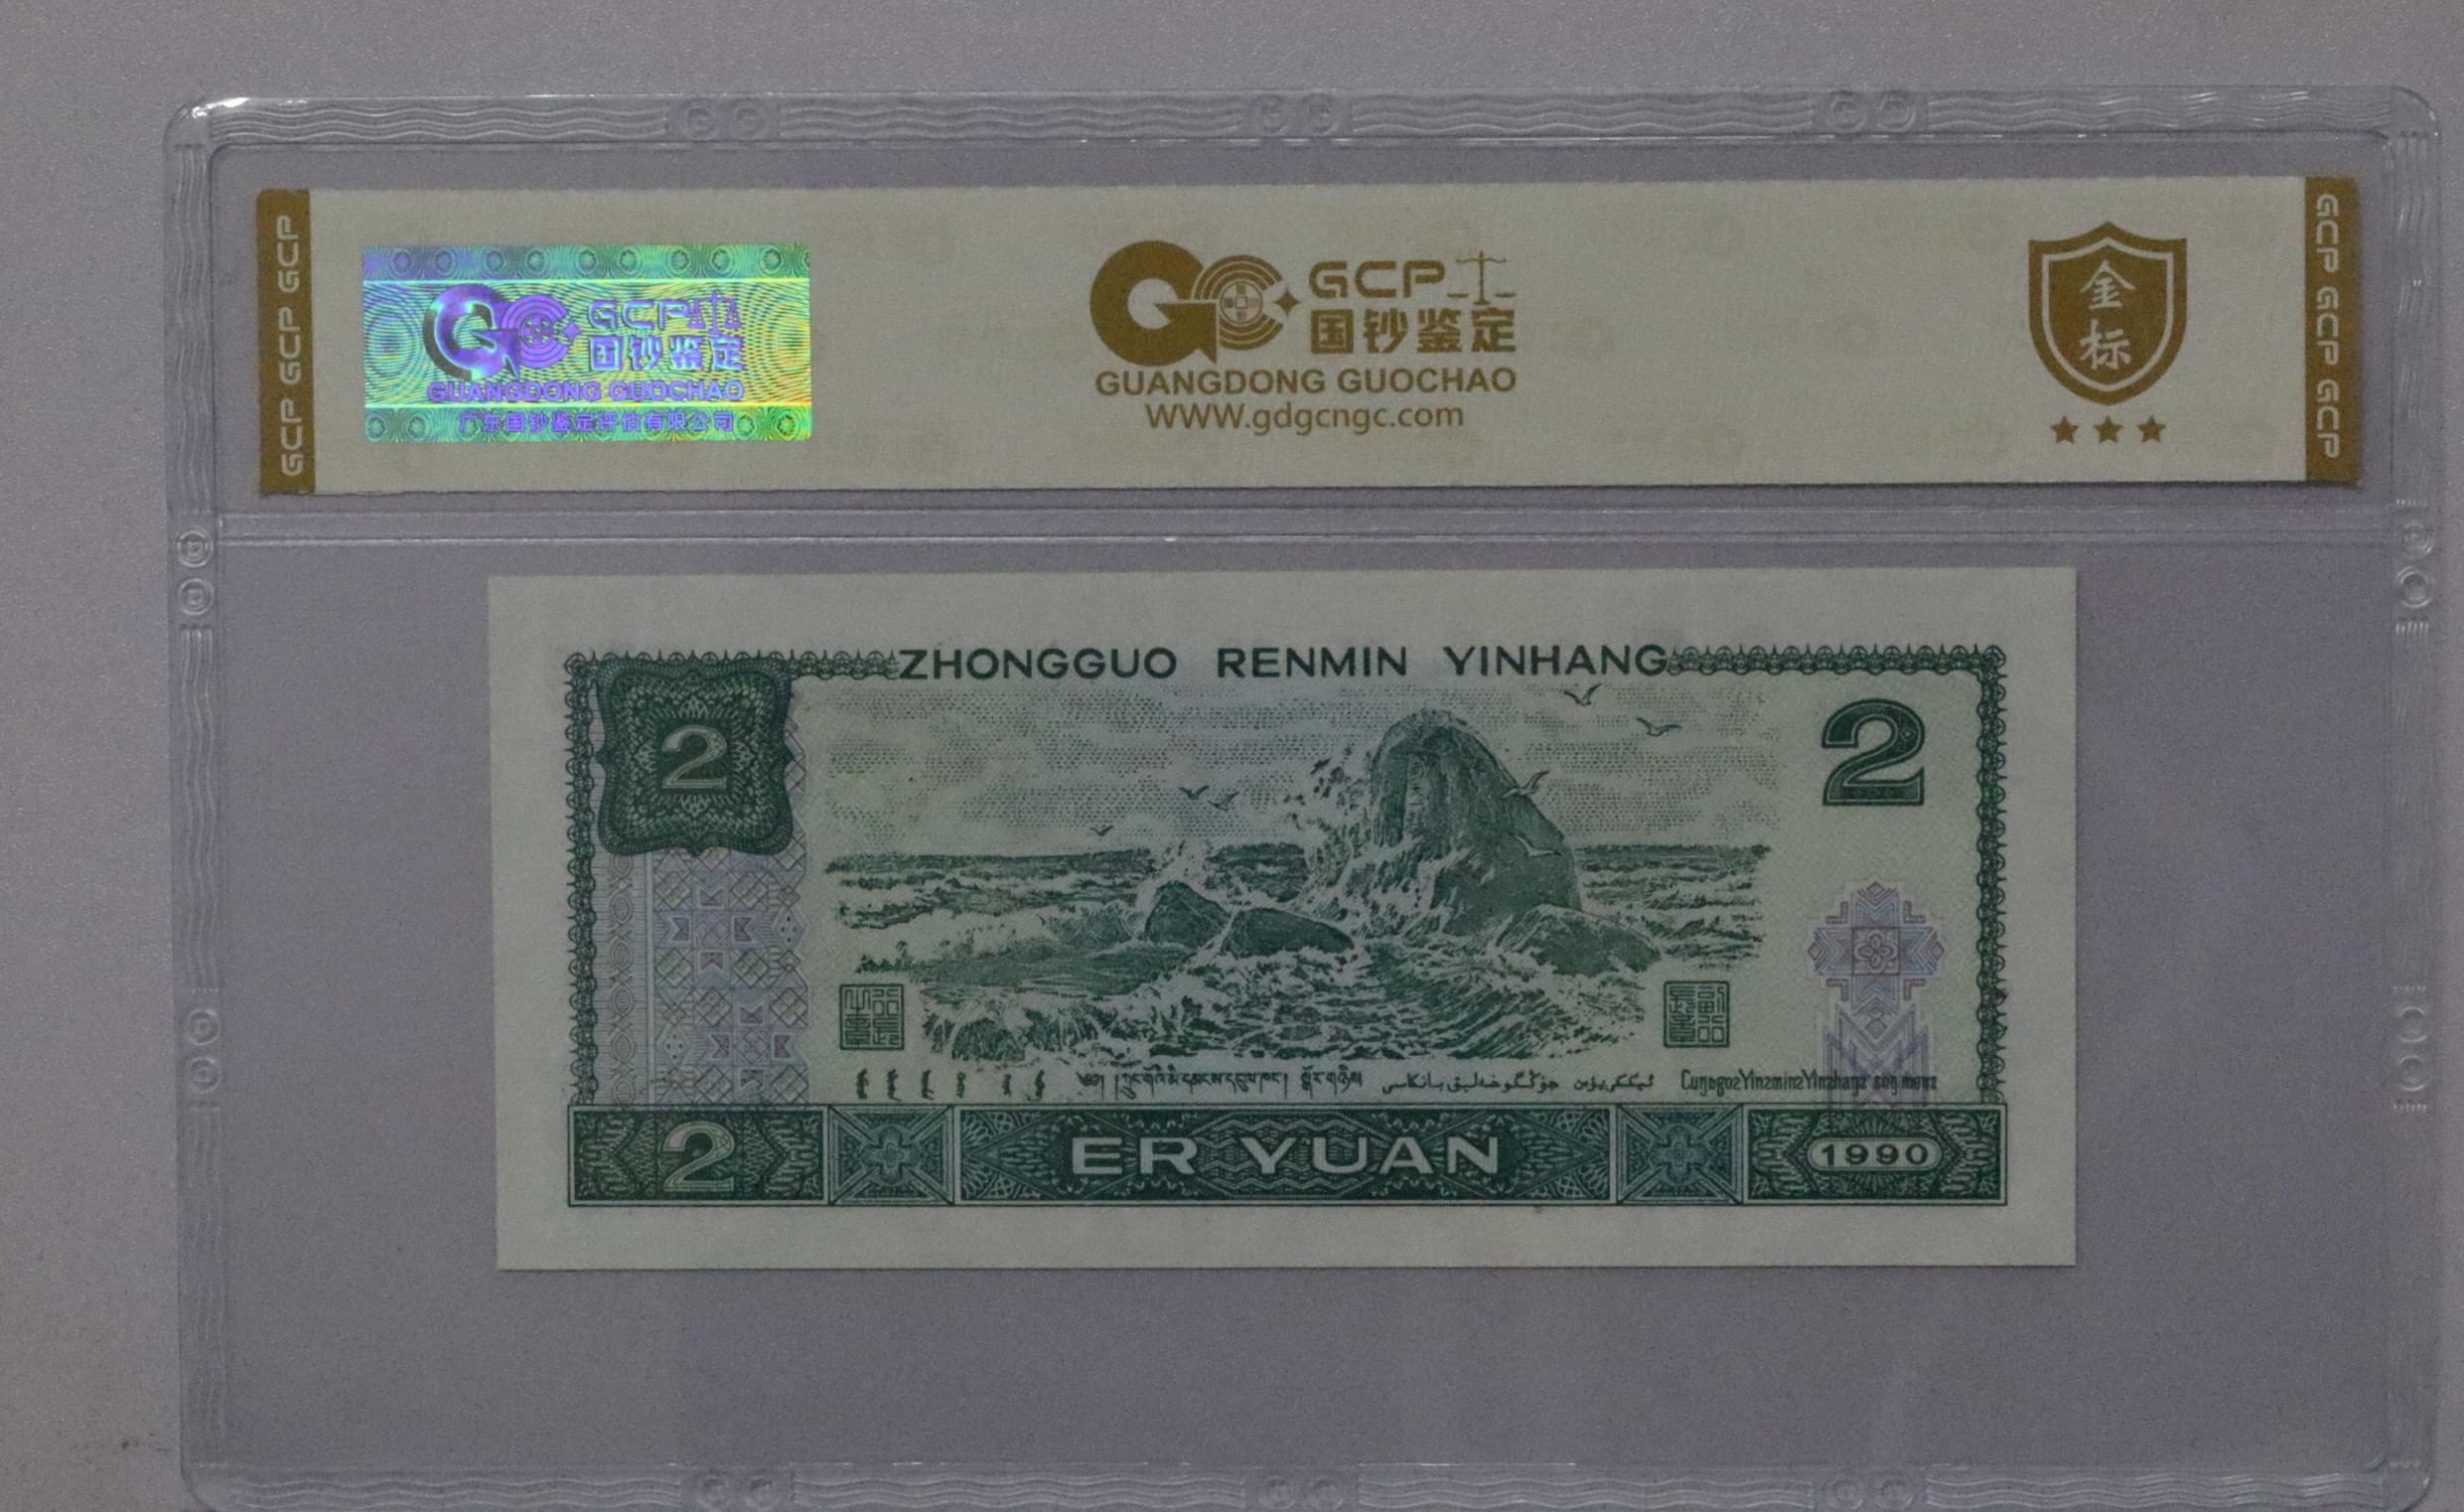 GCP GCP GCP
GCP
国钞鉴定
GUANGDONG GUOCHAO
广东国钞鉴定评估有限公司
GCP
国钞鉴定
GUANGDONG GUOCHAO
WWW.gdgcngc.com
金
标
GCP GCP GCP
ZHONGGUO RENMIN YINHANG
2
2
2
ER YUAN
1990